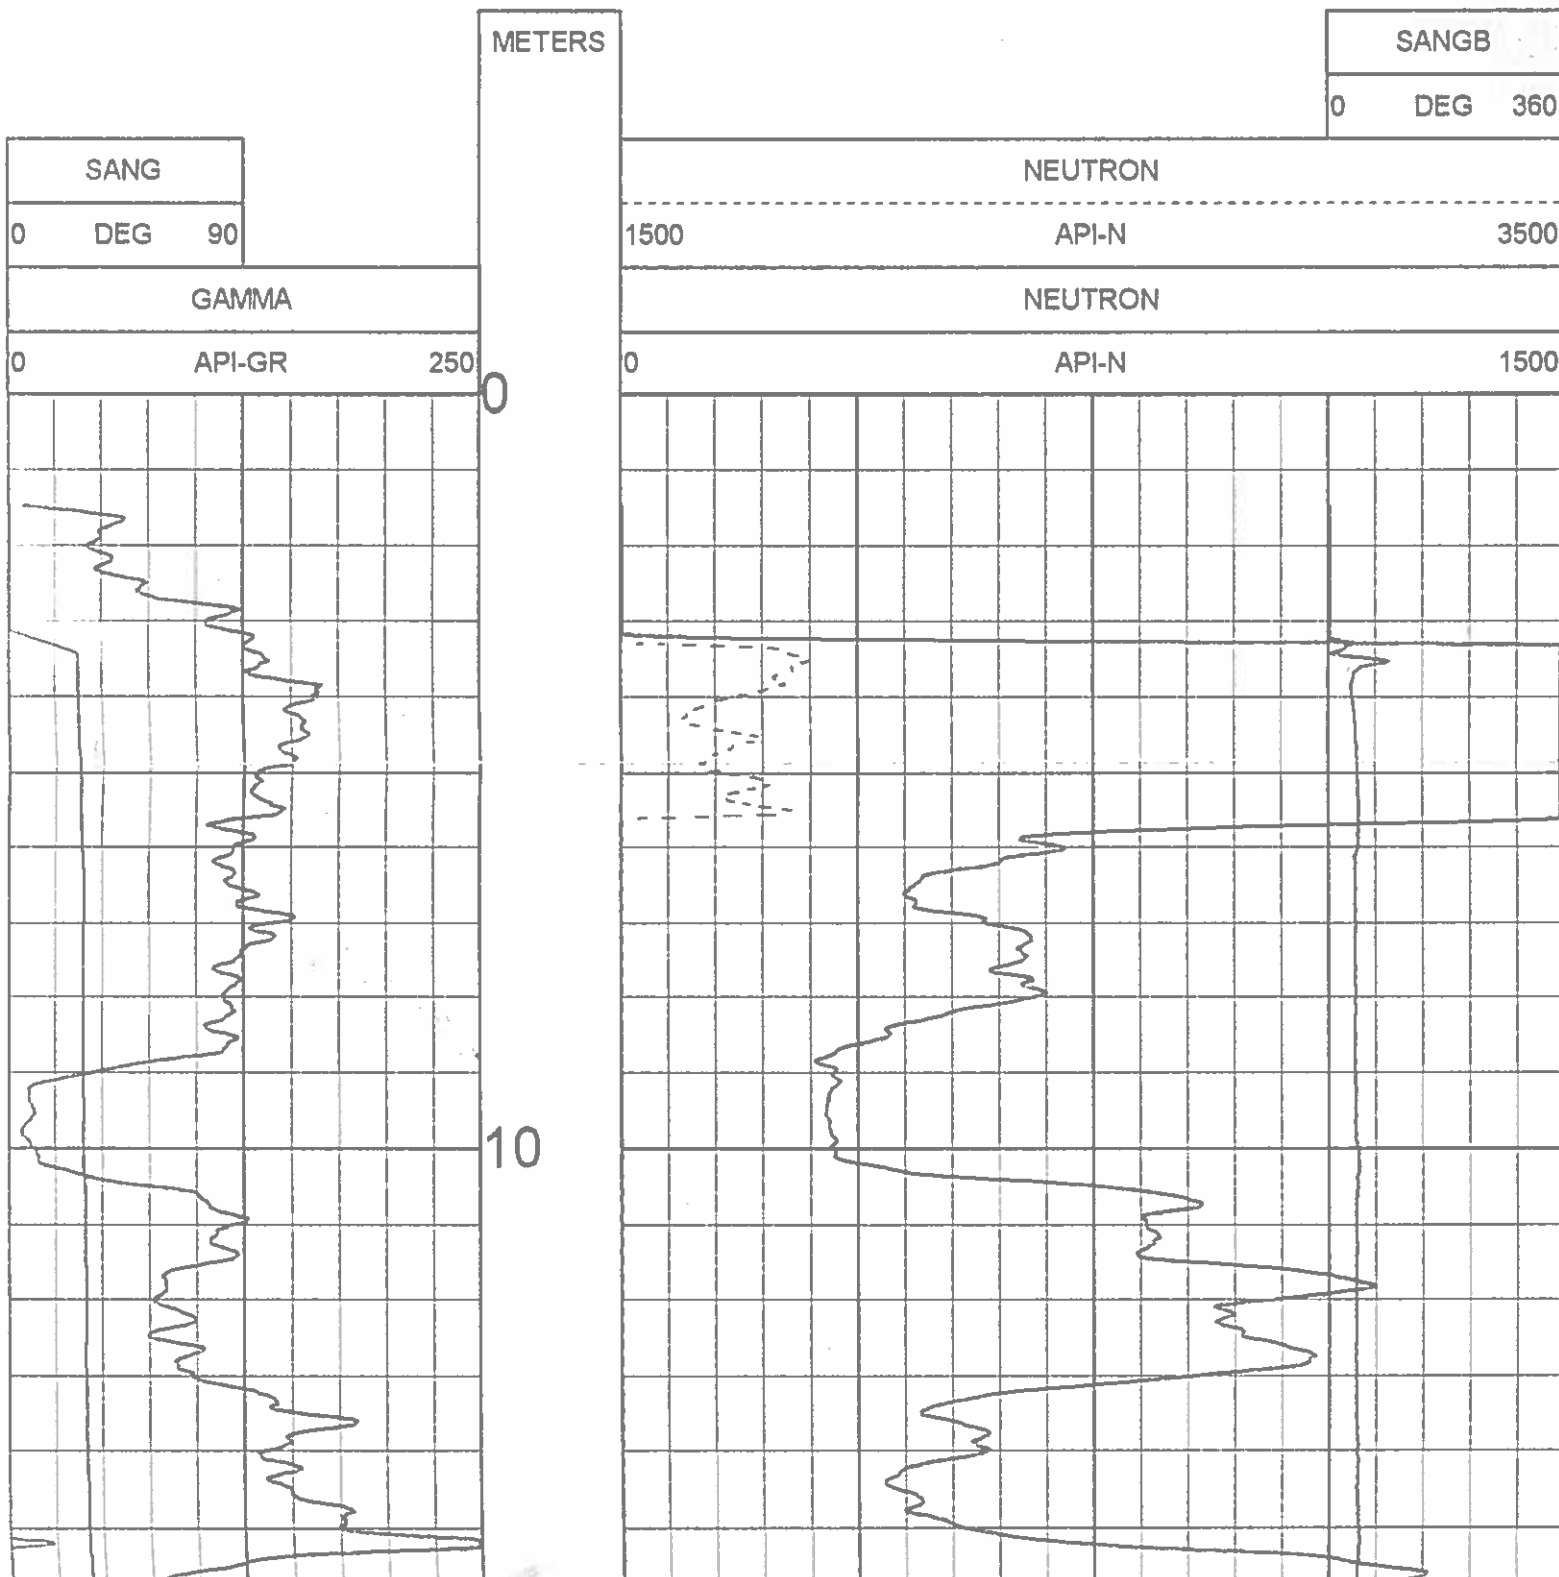 METERS
SANGB
0 DEG 360
SANG
NEUTRON
0 DEG 90
1500 API-N 3500
GAMMA
NEUTRON
0 API-GR 250
0 API-N 1500
0
10